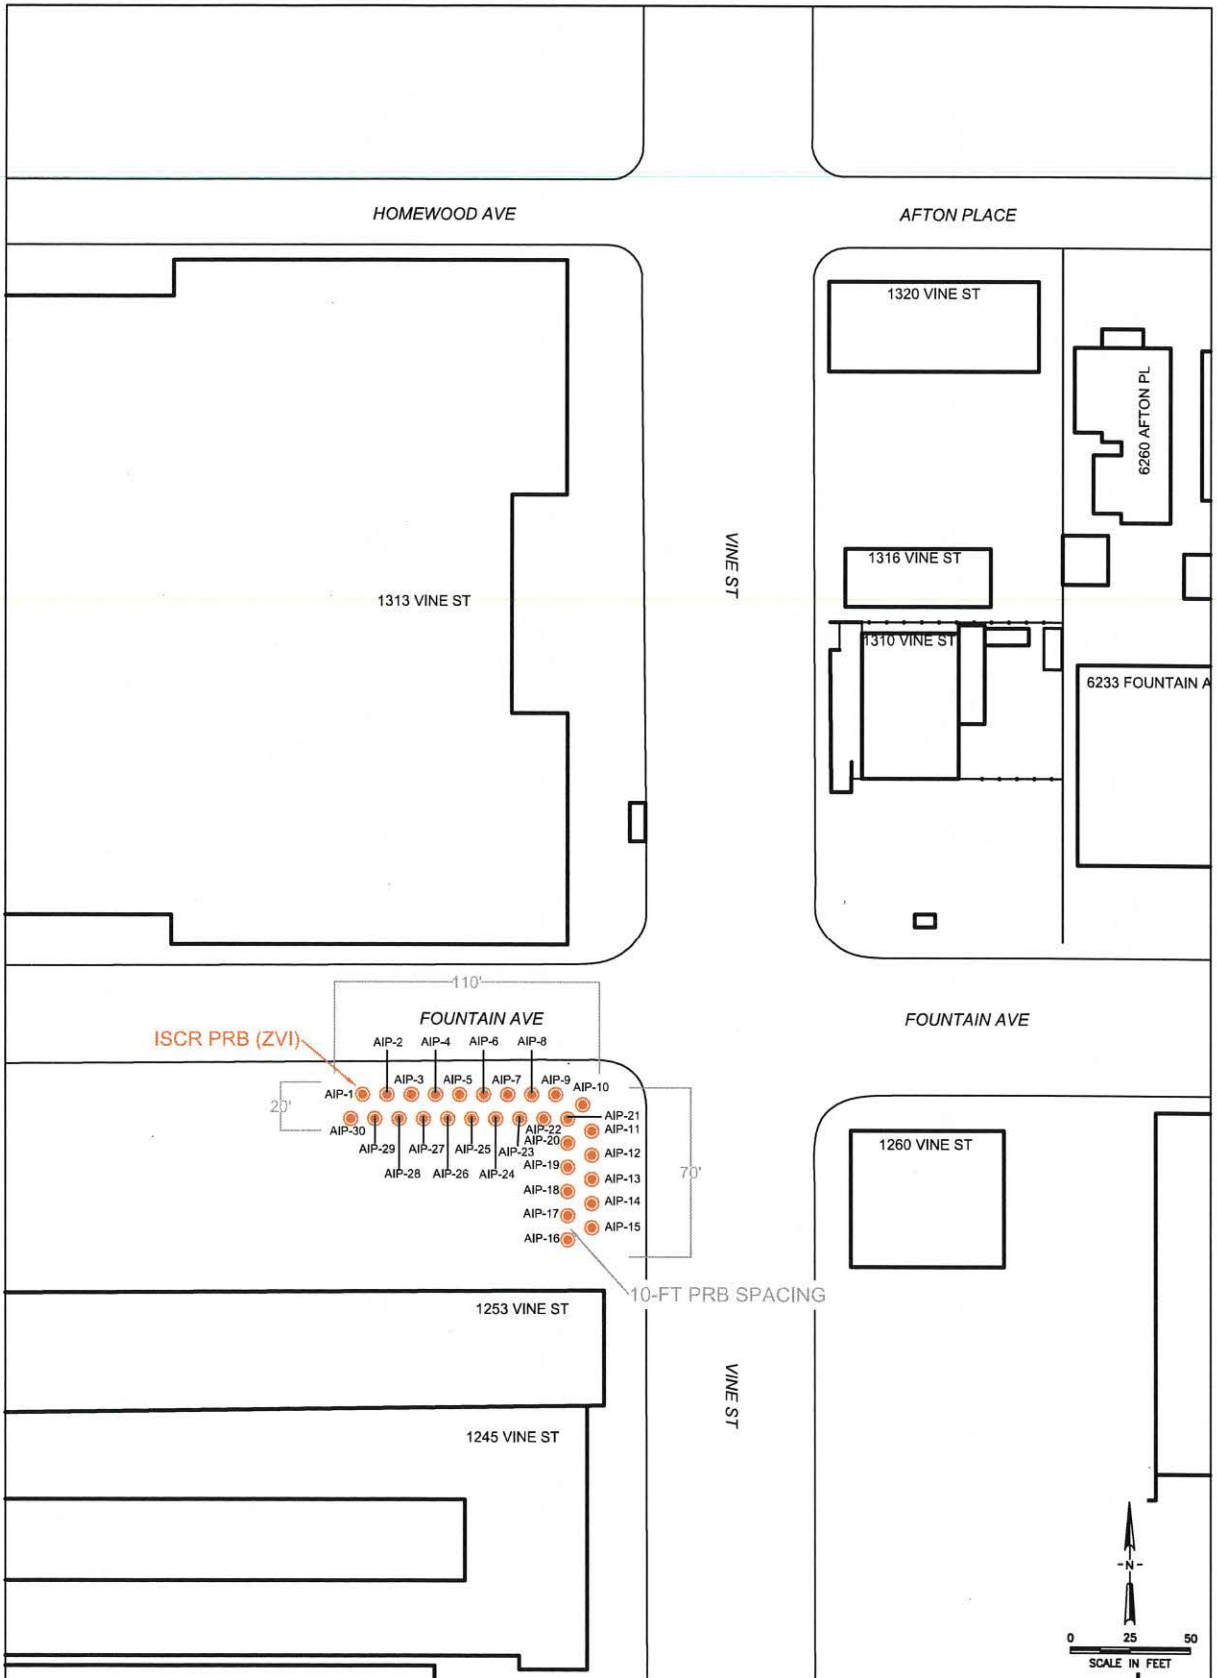 HOMEWOOD AVE
AFTON PLACE
1320 VINE ST
6260 AFTON PL
VINE ST
1316 VINE ST
1313 VINE ST
1310 VINE ST
6233 FOUNTAIN A
110'
FOUNTAIN AVE
FOUNTAIN AVE
ISCR PRB (ZVI)
AIP-2
AIP-4
AIP-6
AIP-8
AIP-1
AIP-3
AIP-5
AIP-7
AIP-9
AIP-10
20'
AIP-30
AIP-29
AIP-28
AIP-27
AIP-26
AIP-25
AIP-24
AIP-23
AIP-22
AIP-21
AIP-20
AIP-11
AIP-19
AIP-12
AIP-18
AIP-13
AIP-17
AIP-14
AIP-16
AIP-15
70'
1260 VINE ST
10-FT PRB SPACING
1253 VINE ST
VINE ST
1245 VINE ST
-N-
0 25 50
SCALE IN FEET